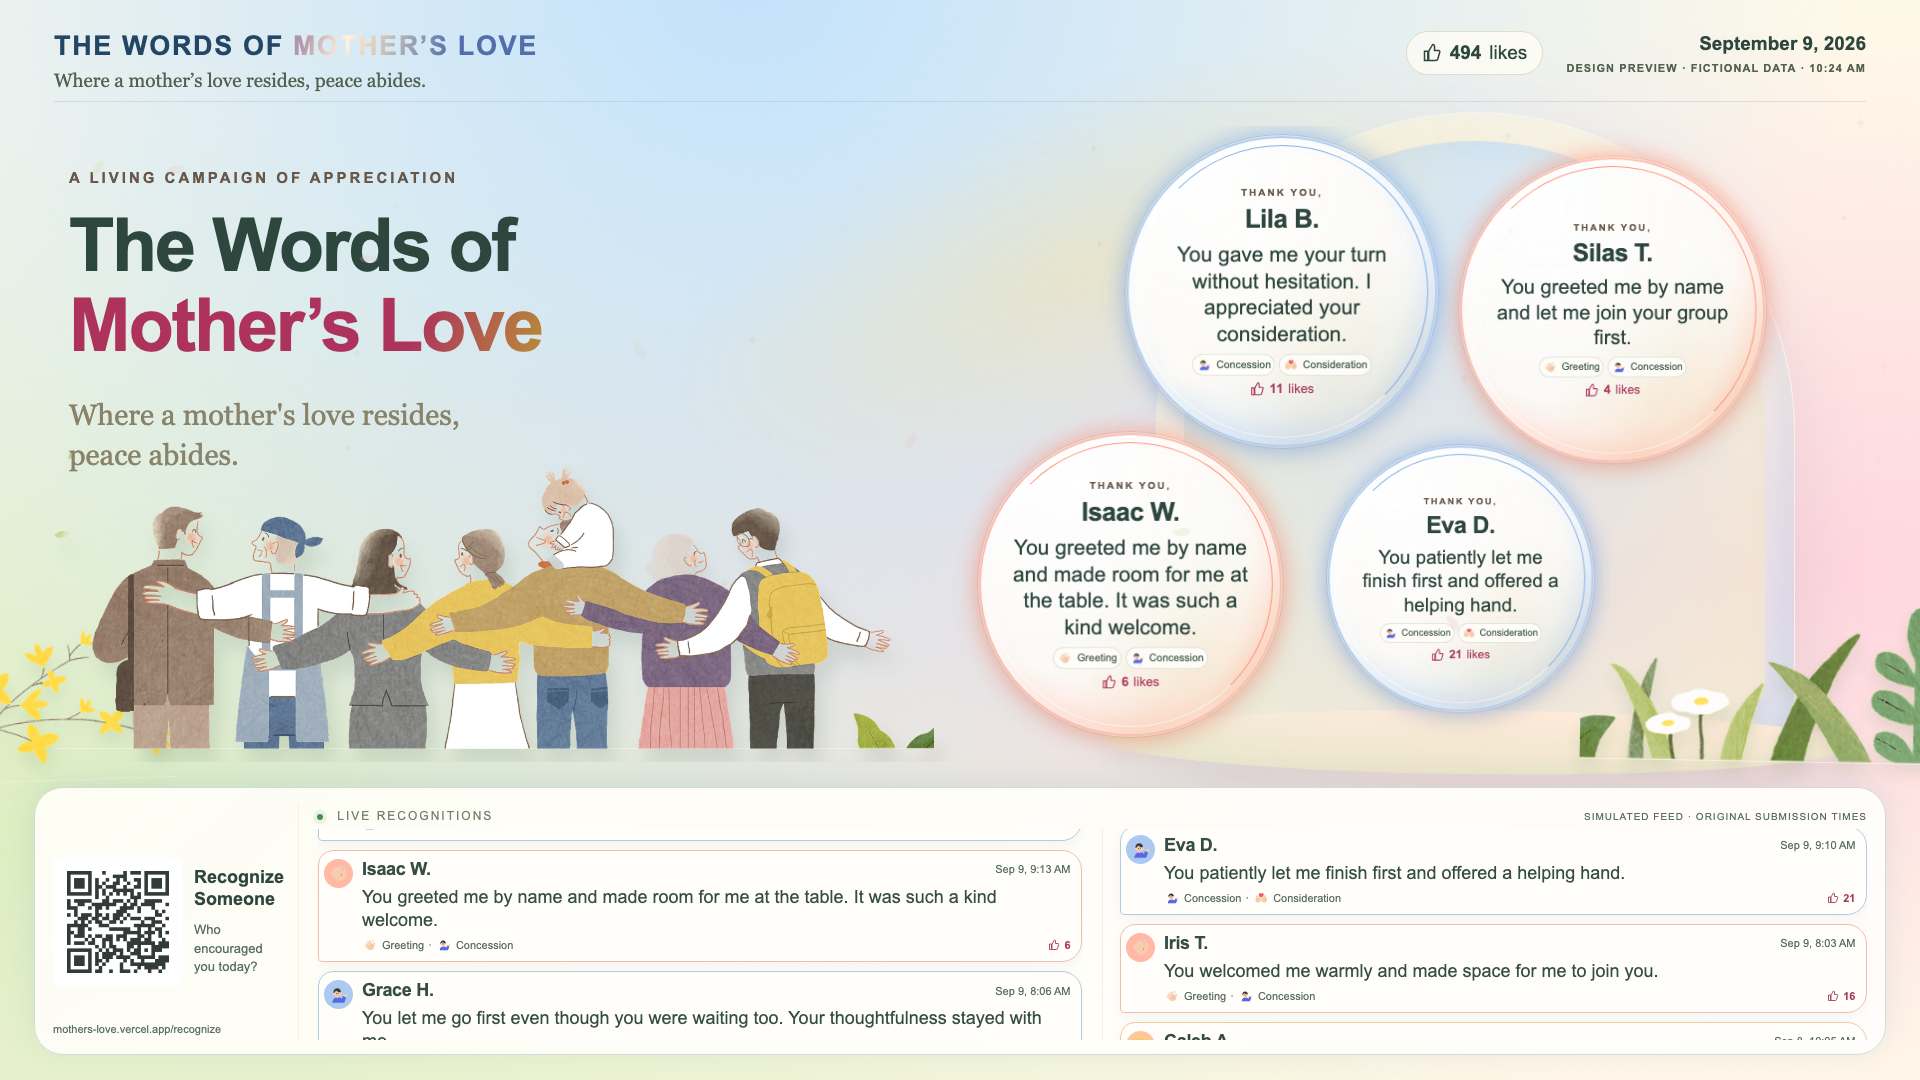 THE WORDS OF MOTHER’S LOVE
Where a mother’s love resides, peace abides.
494 likes
September 9, 2026
DESIGN PREVIEW · FICTIONAL DATA · 10:24 AM
A LIVING CAMPAIGN OF APPRECIATION
The Words of
Mother’s Love
Where a mother's love resides,
peace abides.
THANK YOU,
Lila B.
You gave me your turn
without hesitation. I
appreciated your
consideration.
Concession Consideration
11 likes
THANK YOU,
Silas T.
You greeted me by name
and let me join your group
first.
Greeting Concession
4 likes
THANK YOU,
Isaac W.
You greeted me by name
and made room for me at
the table. It was such a
kind welcome.
Greeting Concession
6 likes
THANK YOU,
Eva D.
You patiently let me
finish first and offered a
helping hand.
Concession Consideration
21 likes
Recognize
Someone
Who
encouraged
you today?
mothers-love.vercel.app/recognize
LIVE RECOGNITIONS
SIMULATED FEED · ORIGINAL SUBMISSION TIMES
Isaac W.
Sep 9, 9:13 AM
You greeted me by name and made room for me at the table. It was such a kind
welcome.
Greeting · Concession
6
Grace H.
Sep 9, 8:06 AM
You let me go first even though you were waiting too. Your thoughtfulness stayed with
me.
Eva D.
Sep 9, 9:10 AM
You patiently let me finish first and offered a helping hand.
Concession · Consideration
21
Iris T.
Sep 9, 8:03 AM
You welcomed me warmly and made space for me to join you.
Greeting · Concession
16
Caleb A.